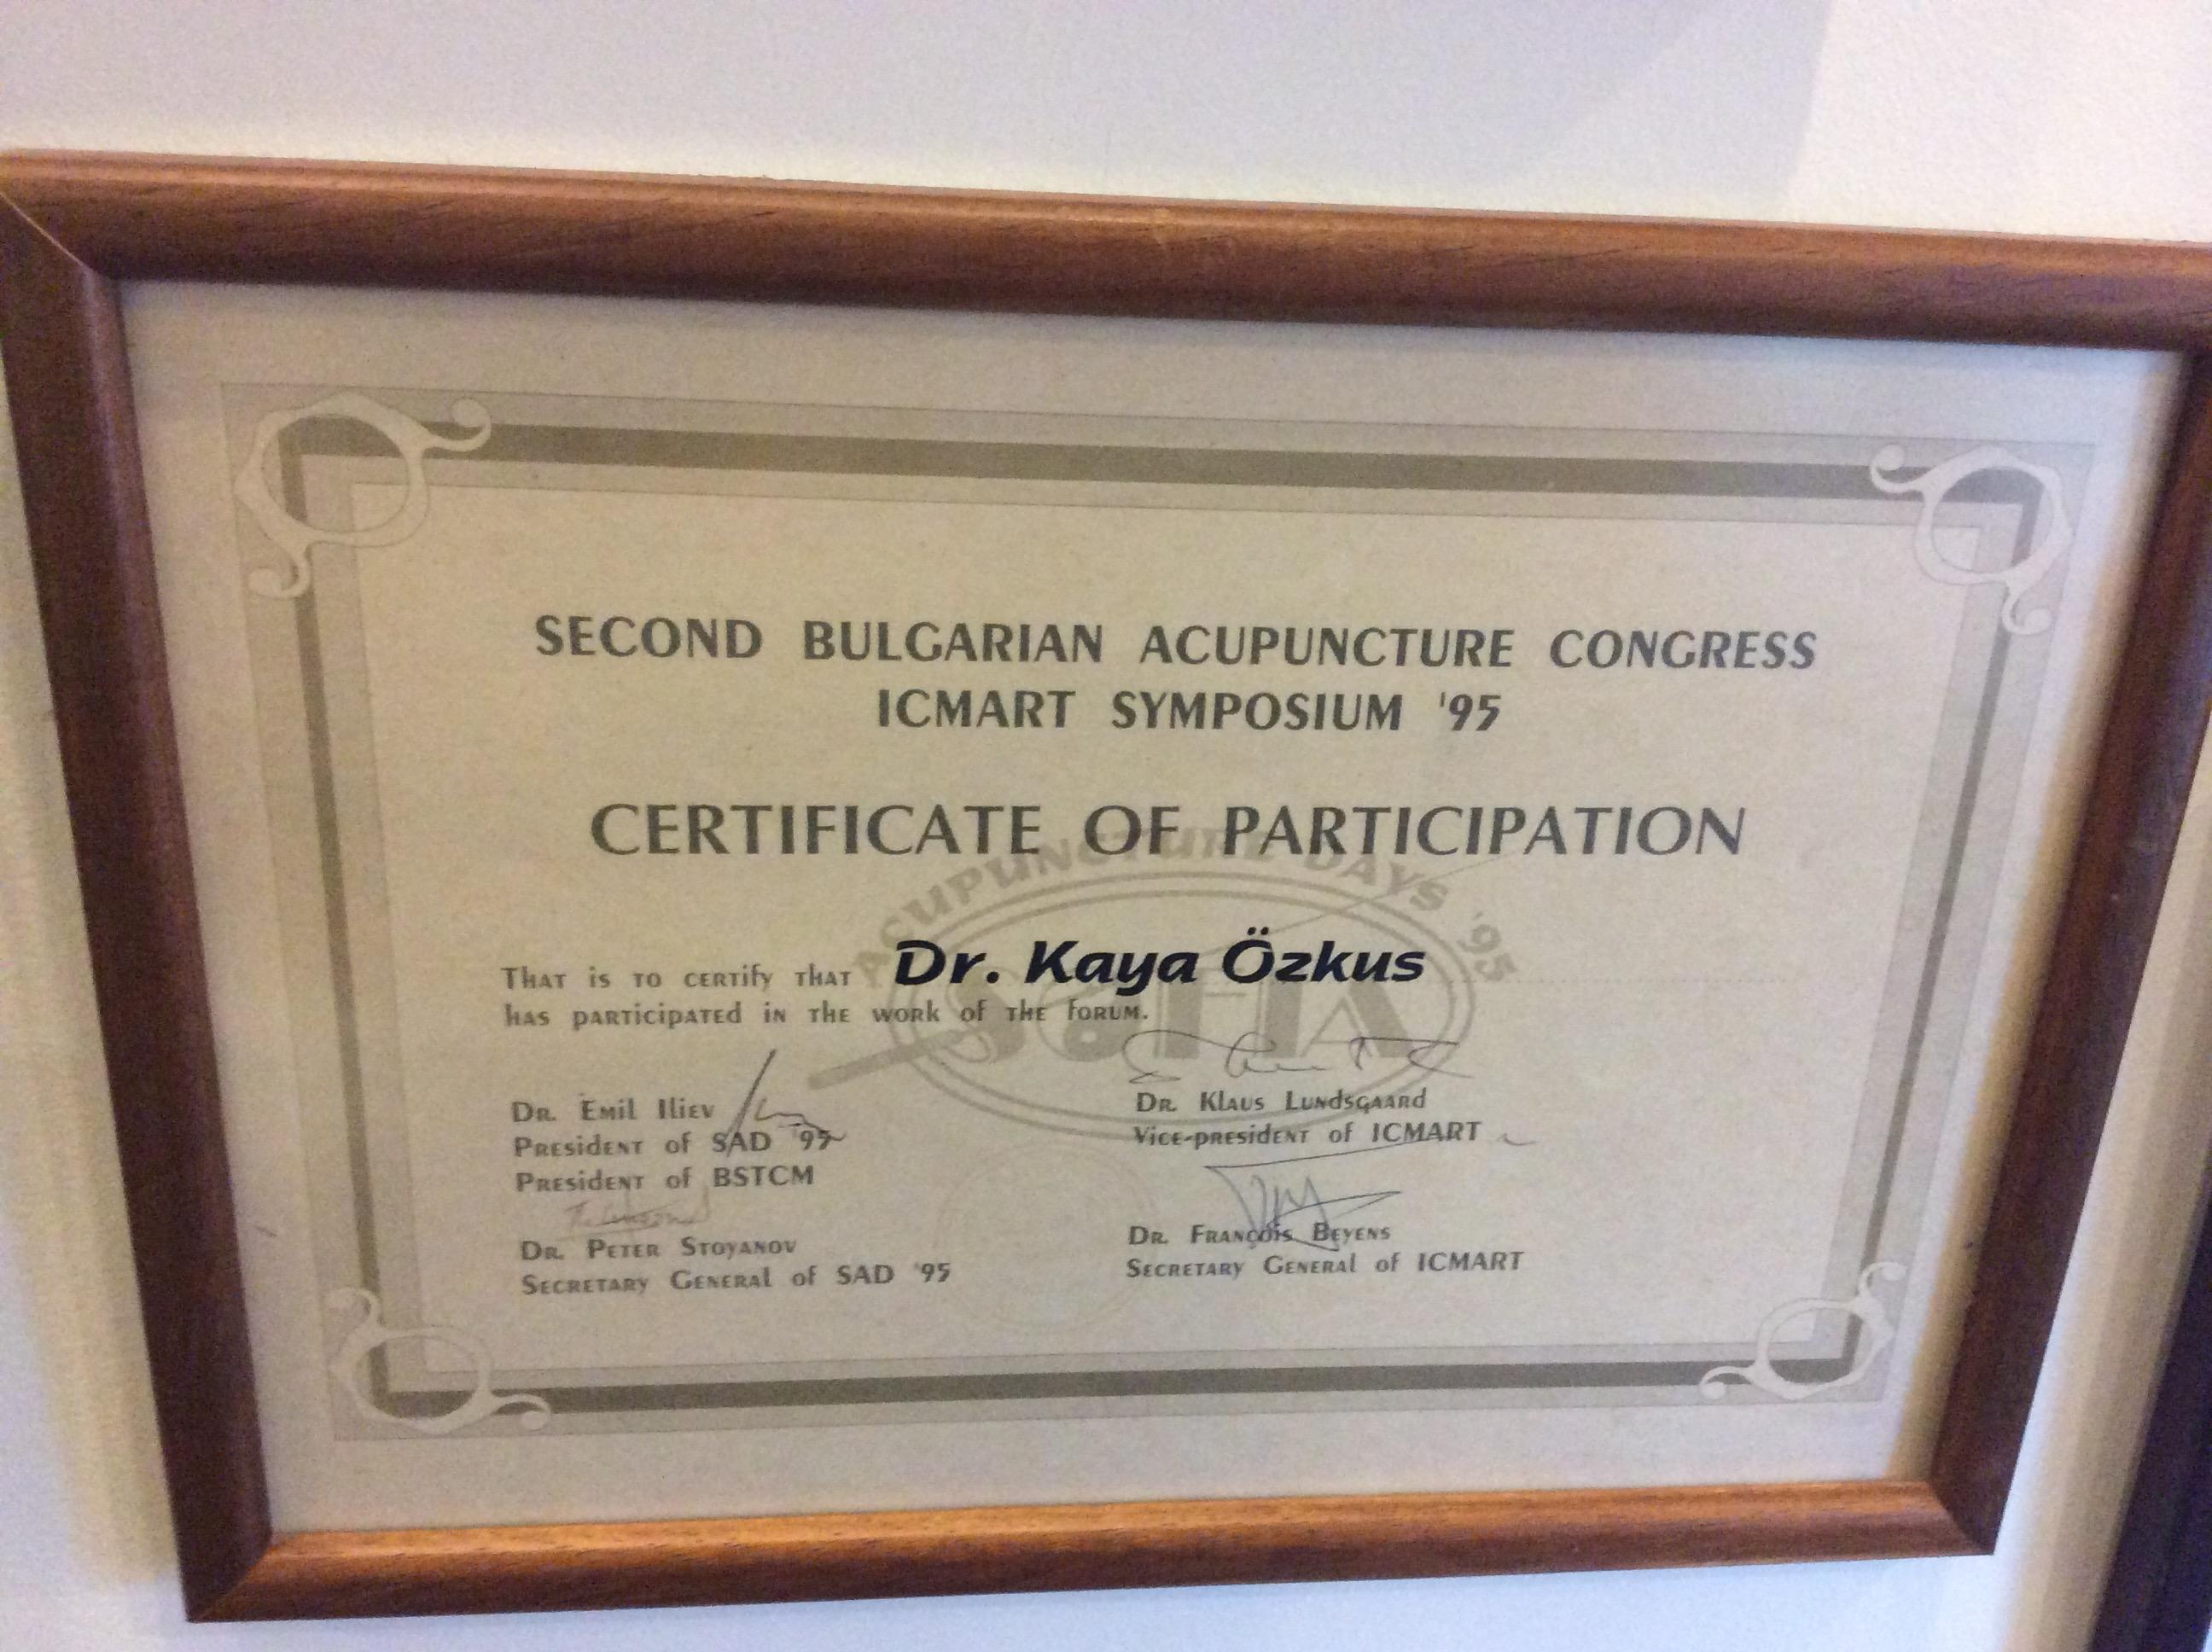 SECOND BULGARIAN ACUPUNCTURE CONGRESS
ICMART SYMPOSIUM '95
CERTIFICATE OF PARTICIPATION
ACUPUNCTURE DAYS '95
SOFIA
THAT IS TO CERTIFY THAT Dr. Kaya Özkus
HAS PARTICIPATED IN THE WORK OF THE FORUM.
DR. EMIL ILIEV
PRESIDENT OF SAD '95
PRESIDENT OF BSTCM
DR. PETER STOYANOV
SECRETARY GENERAL OF SAD '95
DR. KLAUS LUNDSGAARD
VICE-PRESIDENT OF ICMART
DR. FRANÇOIS BEYENS
SECRETARY GENERAL OF ICMART